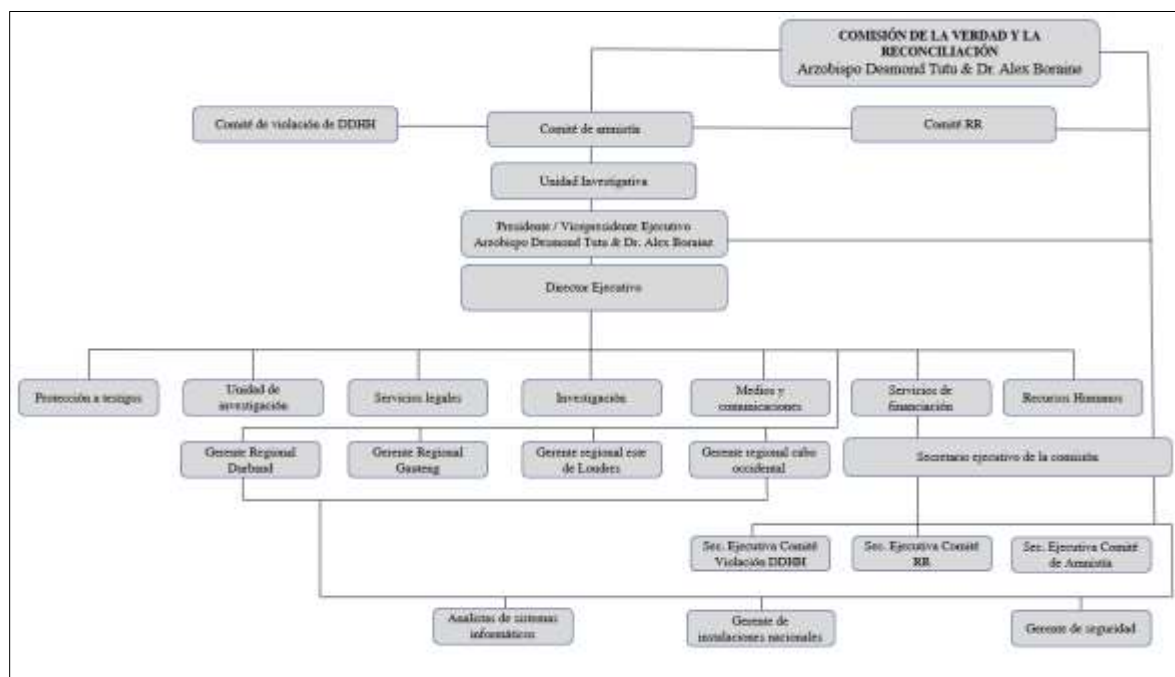 COMISIÓN DE LA VERDAD Y LA
RECONCILIACIÓN
Arzobispo Desmond Tutu & Dr. Alex Boraine
Comité de violación de DDHH
Comité de amnistía
Comité RR
Unidad Investigativa
Presidente / Vicepresidente Ejecutivo
Arzobispo Desmond Tutu & Dr. Alex Boraine
Director Ejecutivo
Protección a testigos
Unidad de
investigación
Servicios legales
Investigación
Medios y
comunicaciones
Servicios de
financiación
Recursos Humanos
Gerente Regional
Durband
Gerente Regional
Gauteng
Gerente regional este
de Londres
Gerente regional cabo
occidental
Secretario ejecutivo de la comisión
Sec. Ejecutiva Comité
Violación DDHH
Sec. Ejecutiva Comité
RR
Sec. Ejecutiva Comité
de Amnistía
Analistas de sistemas
informáticos
Gerente de
instalaciones nacionales
Gerente de seguridad